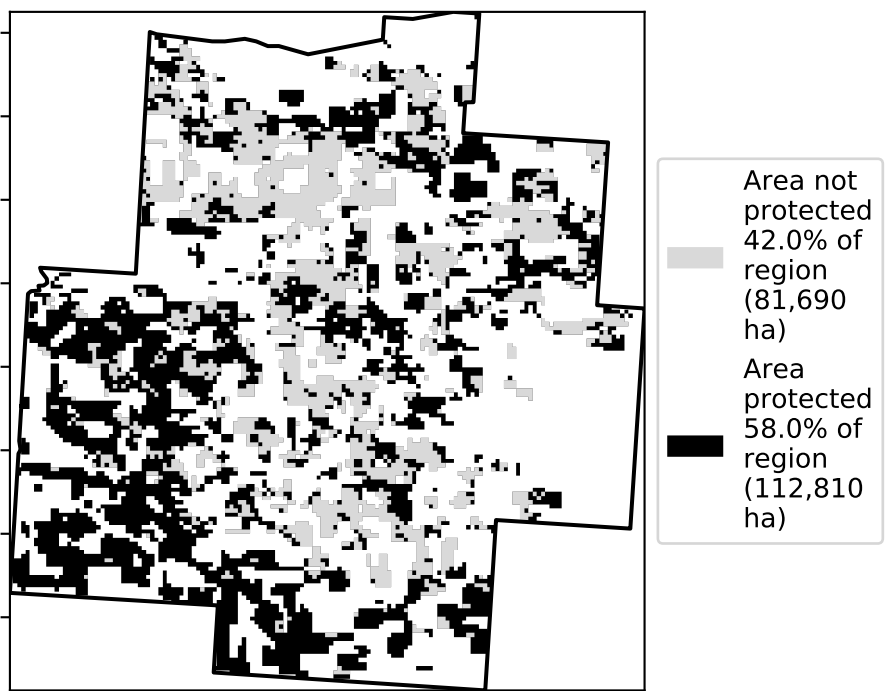 Area not
protected
42.0% of
region
(81,690
ha)
Area
protected
58.0% of
region
(112,810
ha)